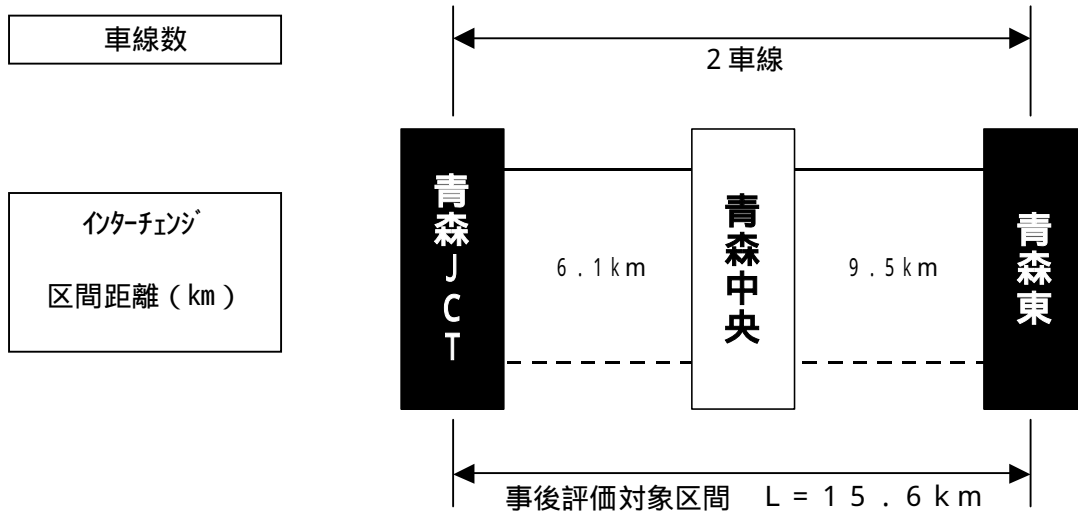 車線数
2車線
インターチェンジ
区間距離(km)
青森JCT
6.1km
青森中央
9.5km
青森東
事後評価対象区間 L=15.6km